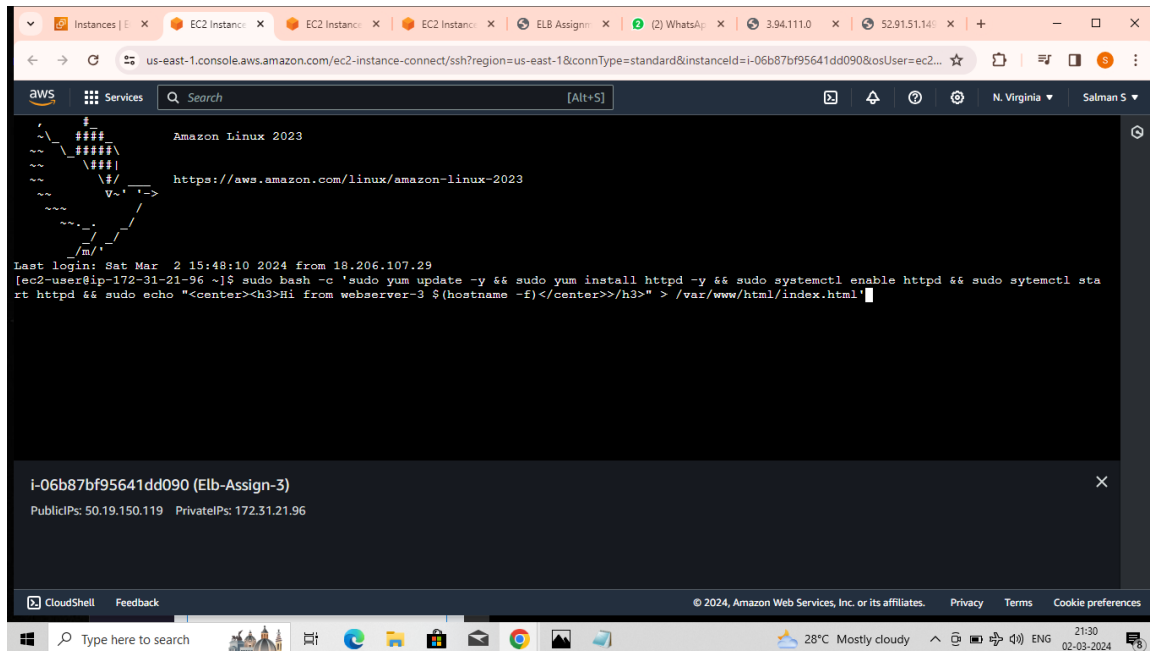 Instances | E
EC2 Instance
EC2 Instance
EC2 Instance
ELB Assignm
(2) WhatsAp
3.94.111.0
52.91.51.149
us-east-1.console.aws.amazon.com/ec2-instance-connect/ssh?region=us-east-1&connType=standard&instanceId=i-06b87bf95641dd090&osUser=ec2...
S
aws
Services
Search
[Alt+S]
N. Virginia
Salman S
   ,     #_
   ~\_  ####_        Amazon Linux 2023
  ~~  \_#####\
  ~~     \###|
  ~~       \#/ ___   https://aws.amazon.com/linux/amazon-linux-2023
   ~~       V~' '->
    ~~~         /
      ~~._.   _/
         _/ _/
       _/m/'
Last login: Sat Mar  2 15:48:10 2024 from 18.206.107.29
[ec2-user@ip-172-31-21-96 ~]$ sudo bash -c 'sudo yum update -y && sudo yum install httpd -y && sudo systemctl enable httpd && sudo sytemctl sta
rt httpd && sudo echo "<center><h3>Hi from webserver-3 $(hostname -f)</center>>/h3>" > /var/www/html/index.html'
i-06b87bf95641dd090 (Elb-Assign-3)
PublicIPs: 50.19.150.119 PrivateIPs: 172.31.21.96
CloudShell
Feedback
© 2024, Amazon Web Services, Inc. or its affiliates.
Privacy
Terms
Cookie preferences
Type here to search
28°C Mostly cloudy
ENG
21:30
02-03-2024
8